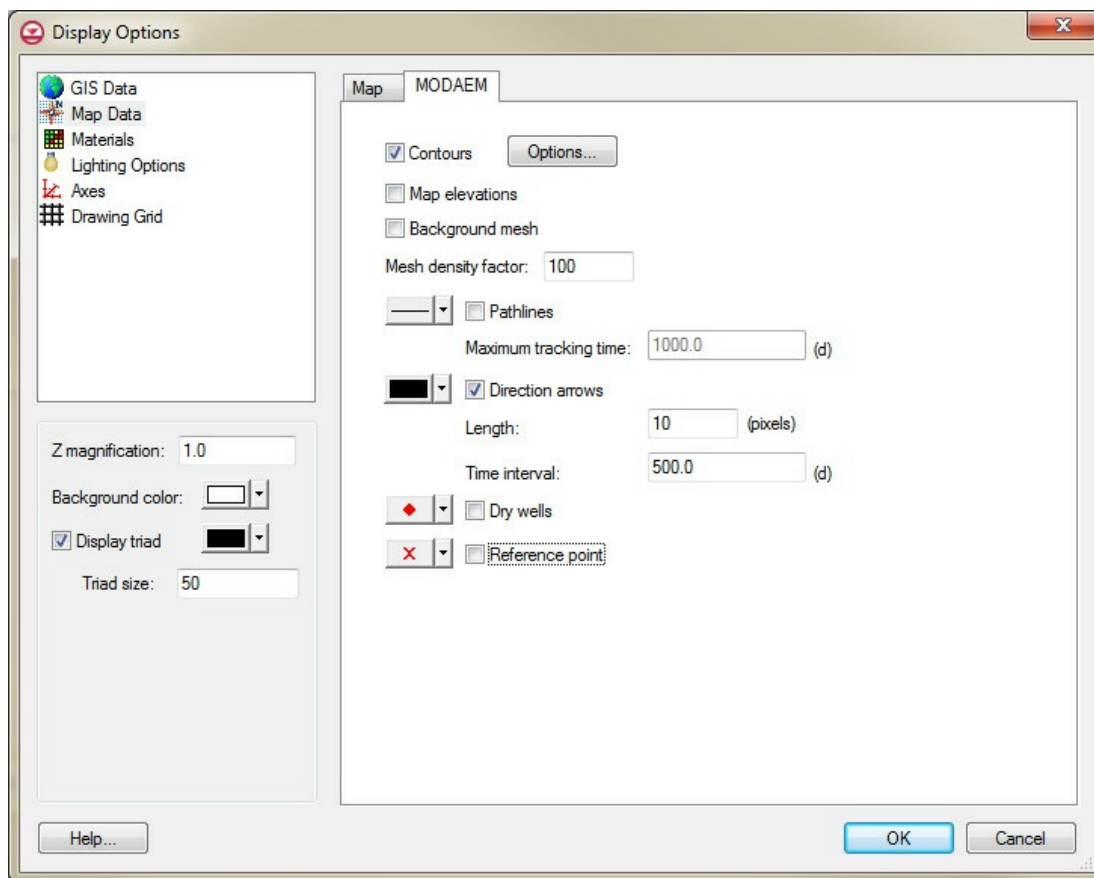 Display Options
GIS Data
Map Data
Materials
Lighting Options
Axes
Drawing Grid
Z magnification: 1.0
Background color:
Display triad
Triad size: 50
Map MODAEM
Contours Options...
Map elevations
Background mesh
Mesh density factor: 100
Pathlines
Maximum tracking time: 1000.0 (d)
Direction arrows
Length: 10 (pixels)
Time interval: 500.0 (d)
Dry wells
Reference point
Help... OK Cancel